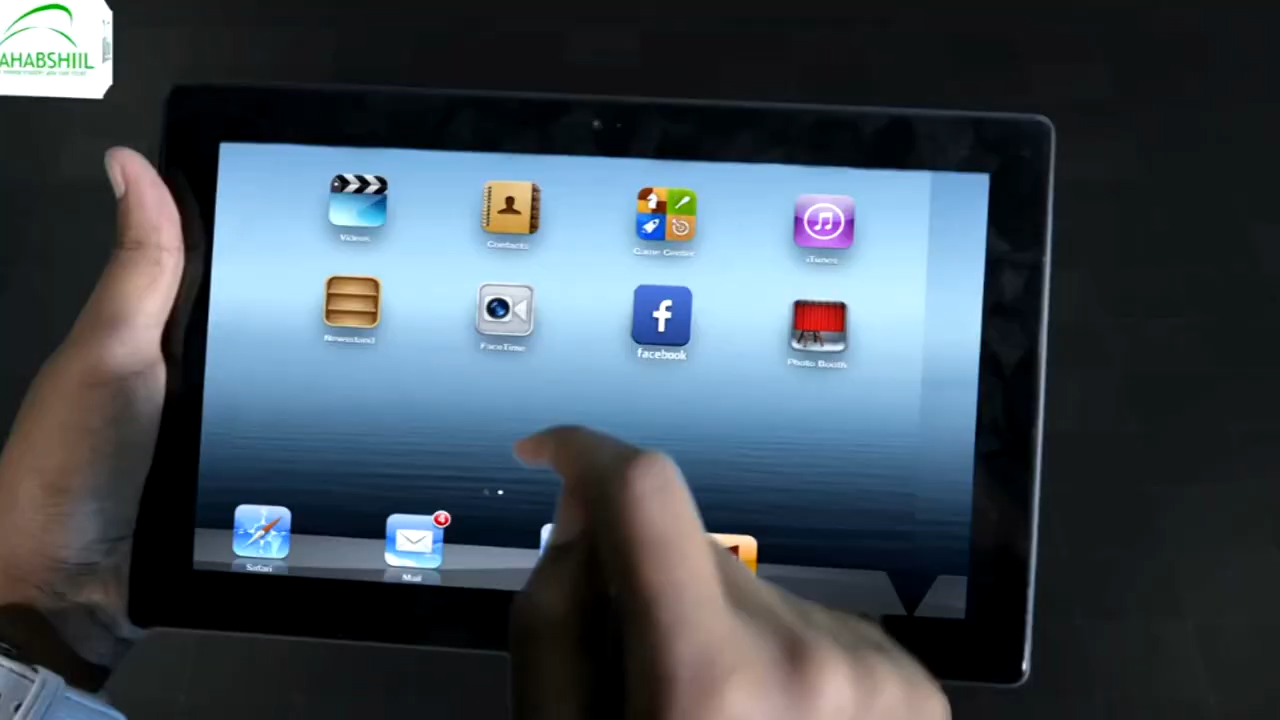 AHABSHIIL
Videos
Contacts
Game Center
iTunes
Newsstand
FaceTime
facebook
Photo Booth
4
Safari
Mail